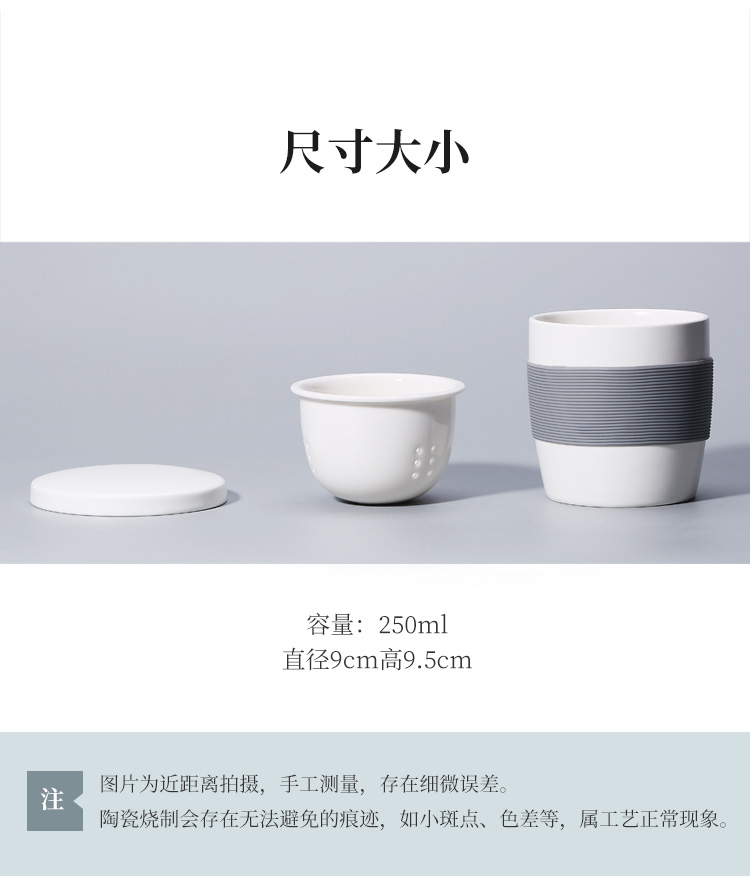 尺寸大小
容量：250ml
直径9cm高9.5cm
注
图片为近距离拍摄，手工测量，存在细微误差。
陶瓷烧制会存在无法避免的痕迹，如小斑点、色差等，属工艺正常现象。